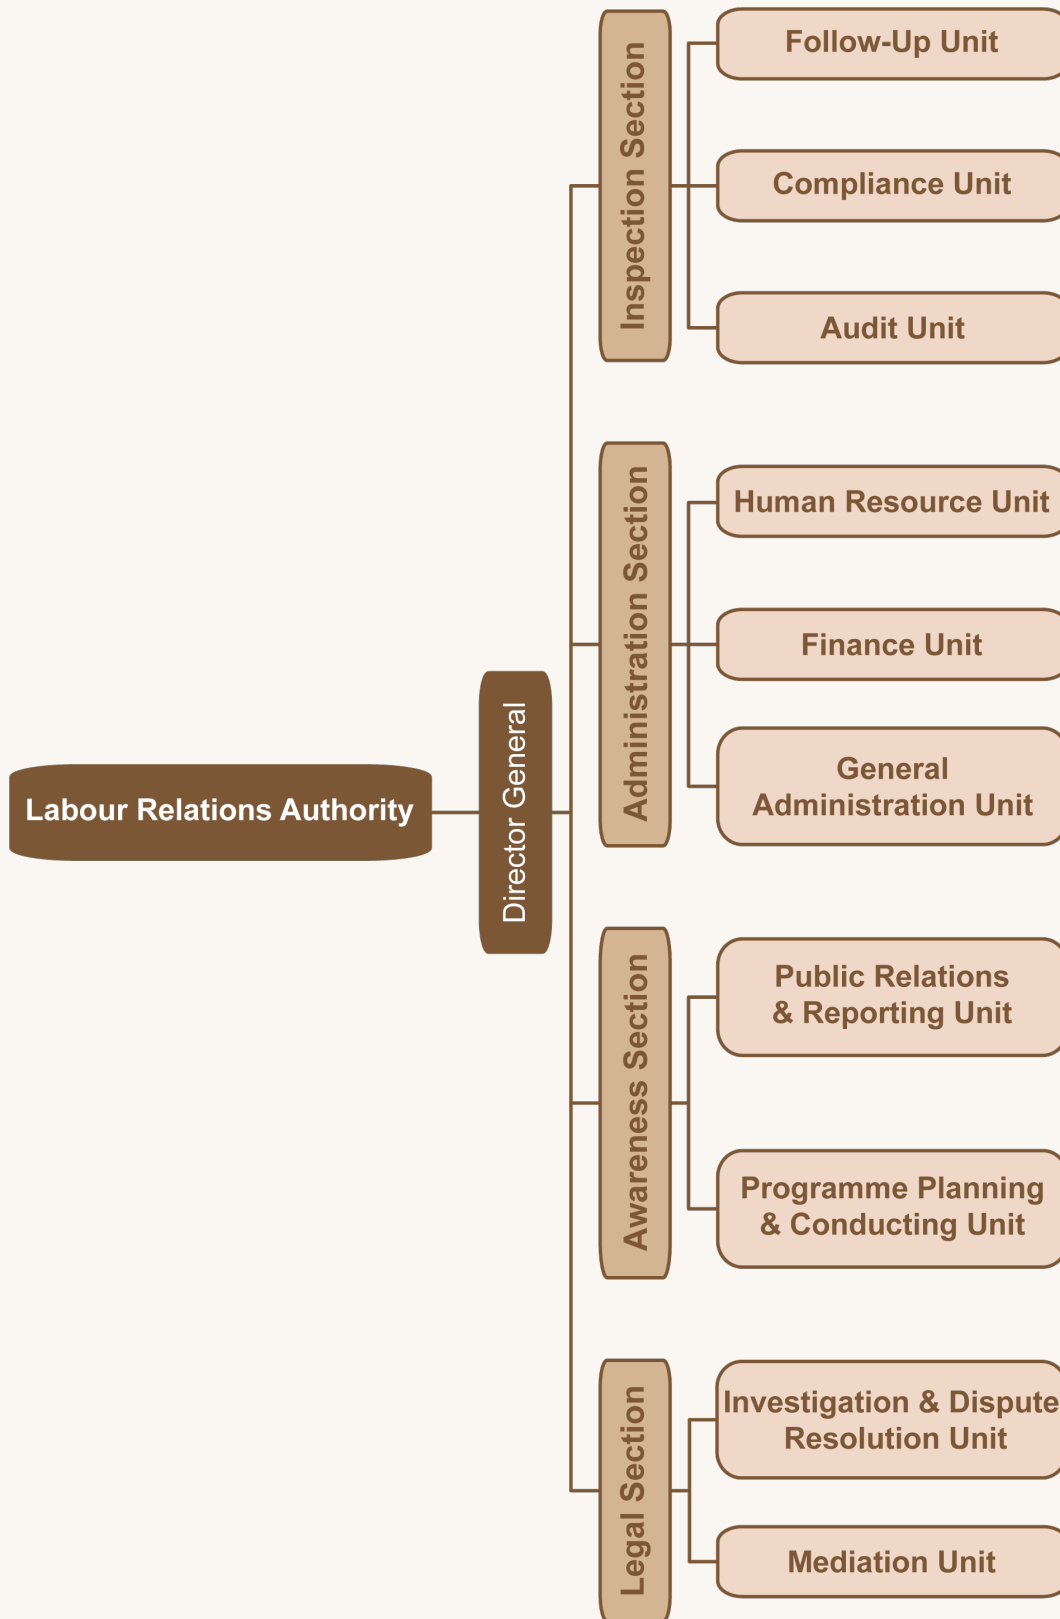 Labour Relations Authority
Director General
Inspection Section
Follow-Up Unit
Compliance Unit
Audit Unit
Administration Section
Human Resource Unit
Finance Unit
General
Administration Unit
Awareness Section
Public Relations
& Reporting Unit
Programme Planning
& Conducting Unit
Legal Section
Investigation & Dispute
Resolution Unit
Mediation Unit